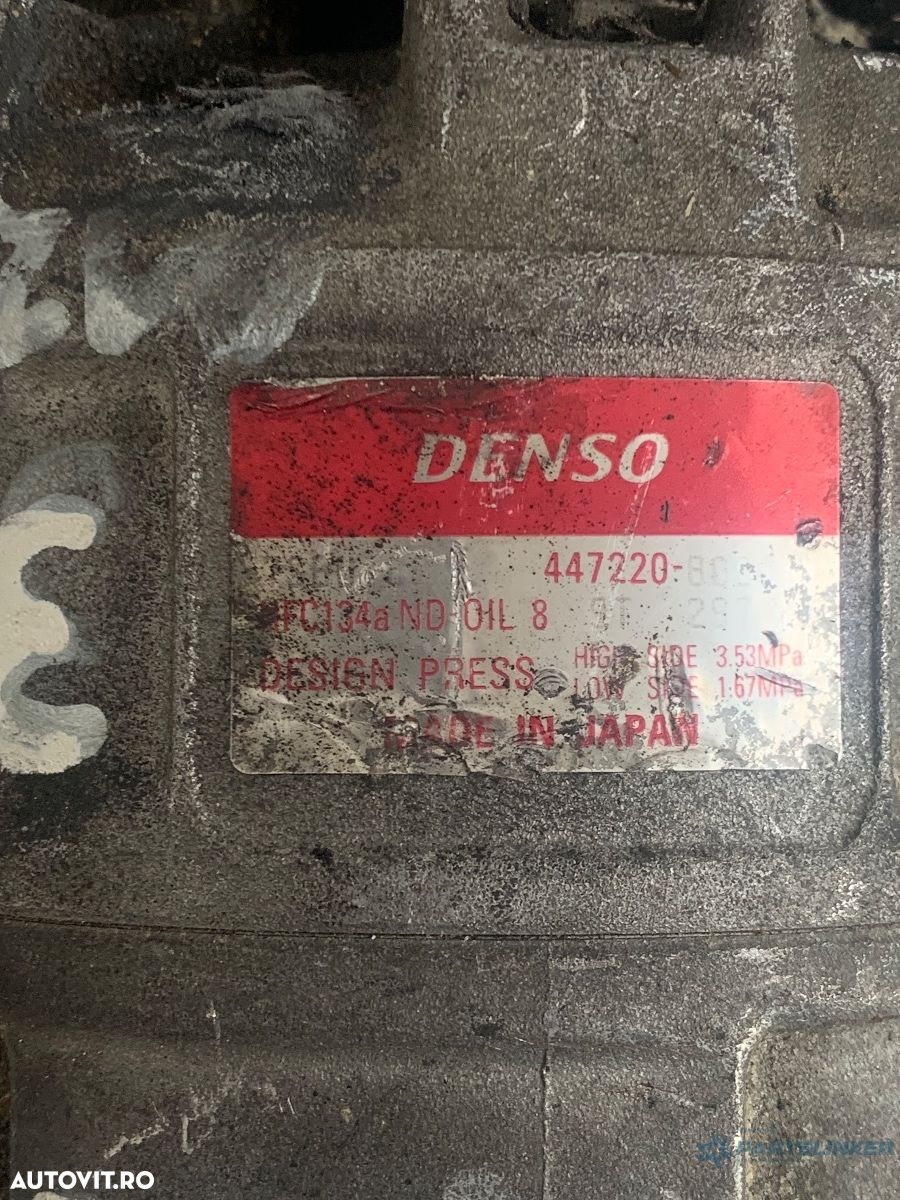 DENSO
447220-
HFC134a ND OIL 8
DESIGN PRESS HIGH SIDE 3.53MPa
LOW SIDE 1.67MPa
MADE IN JAPAN
PARTSLINKER
AUTOVIT.RO